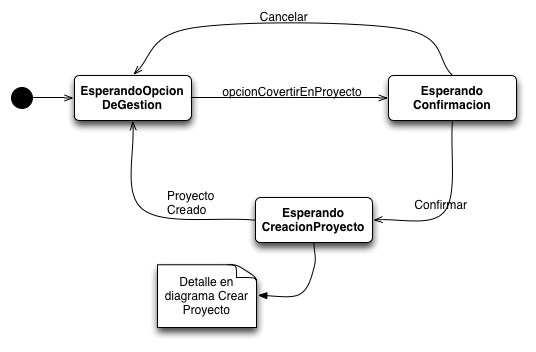 Cancelar
EsperandoOpcion
DeGestion
opcionCovertirEnProyecto
Esperando
Confirmacion
Proyecto
Creado
Confirmar
Esperando
CreacionProyecto
Detalle en
diagrama Crear
Proyecto